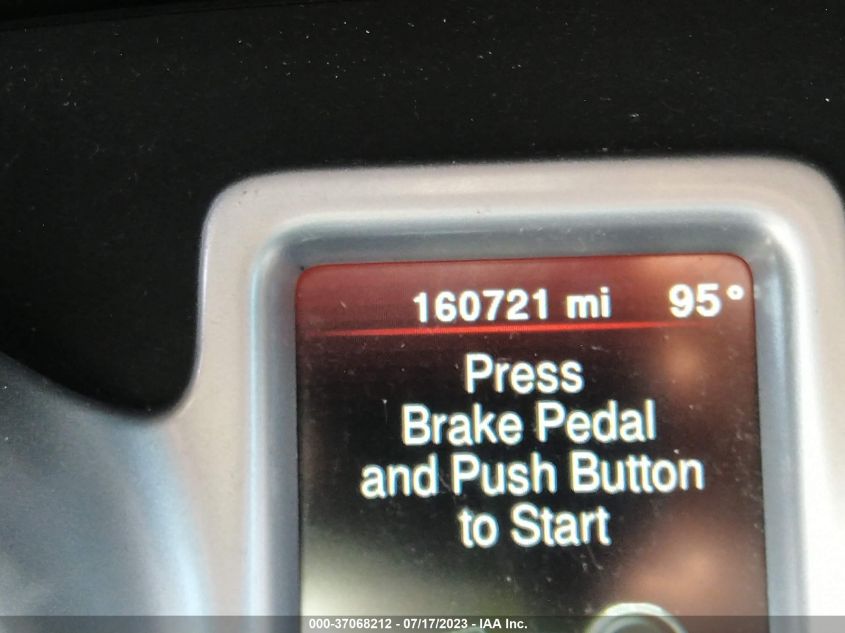 160721 mi 95°
Press
Brake Pedal
and Push Button
to Start
000-37068212 - 07/17/2023 - IAA Inc.